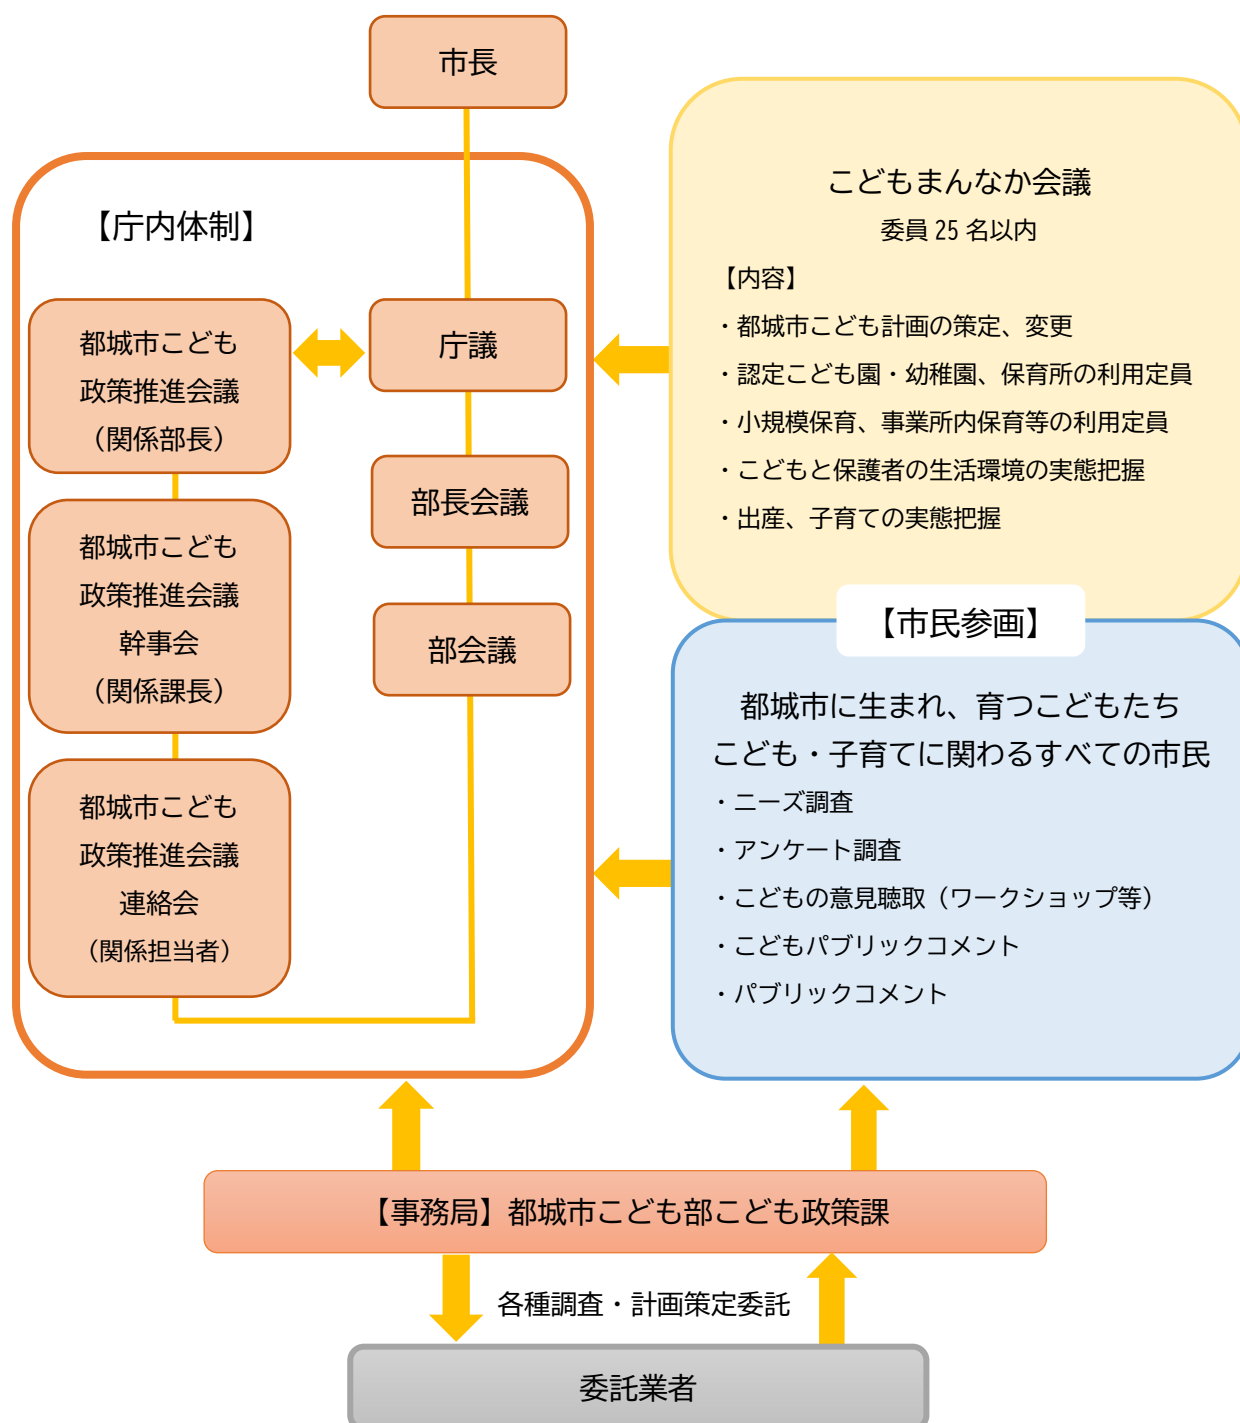 市長
【庁内体制】
都城市こども
政策推進会議
（関係部長）
庁議
部長会議
部会議
都城市こども
政策推進会議
幹事会
（関係課長）
都城市こども
政策推進会議
連絡会
（関係担当者）
こどもまんなか会議
委員 25 名以内
【内容】
・都城市こども計画の策定、変更
・認定こども園・幼稚園、保育所の利用定員
・小規模保育、事業所内保育等の利用定員
・こどもと保護者の生活環境の実態把握
・出産、子育ての実態把握
【市民参画】
都城市に生まれ、育つこどもたち
こども・子育てに関わるすべての市民
・ニーズ調査
・アンケート調査
・こどもの意見聴取（ワークショップ等）
・こどもパブリックコメント
・パブリックコメント
【事務局】都城市こども部こども政策課
各種調査・計画策定委託
委託業者